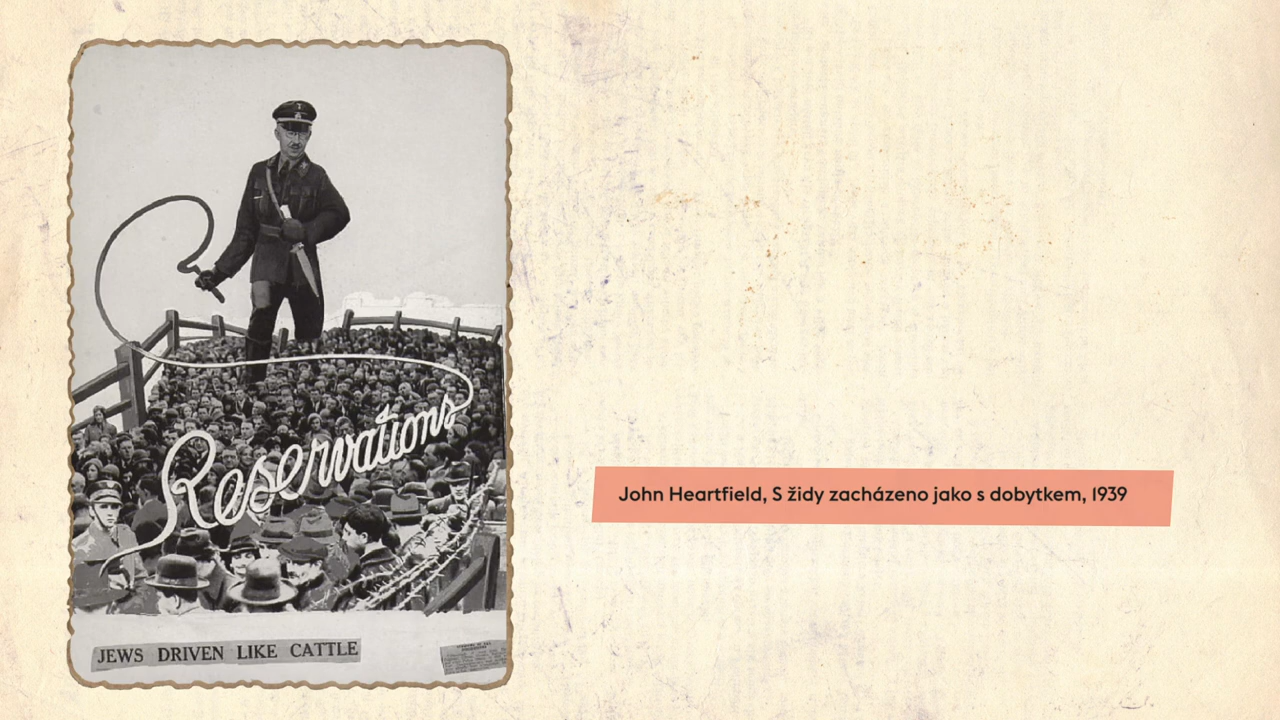 Reservations
JEWS DRIVEN LIKE CATTLE
John Heartfield, S židy zacházeno jako s dobytkem, 1939